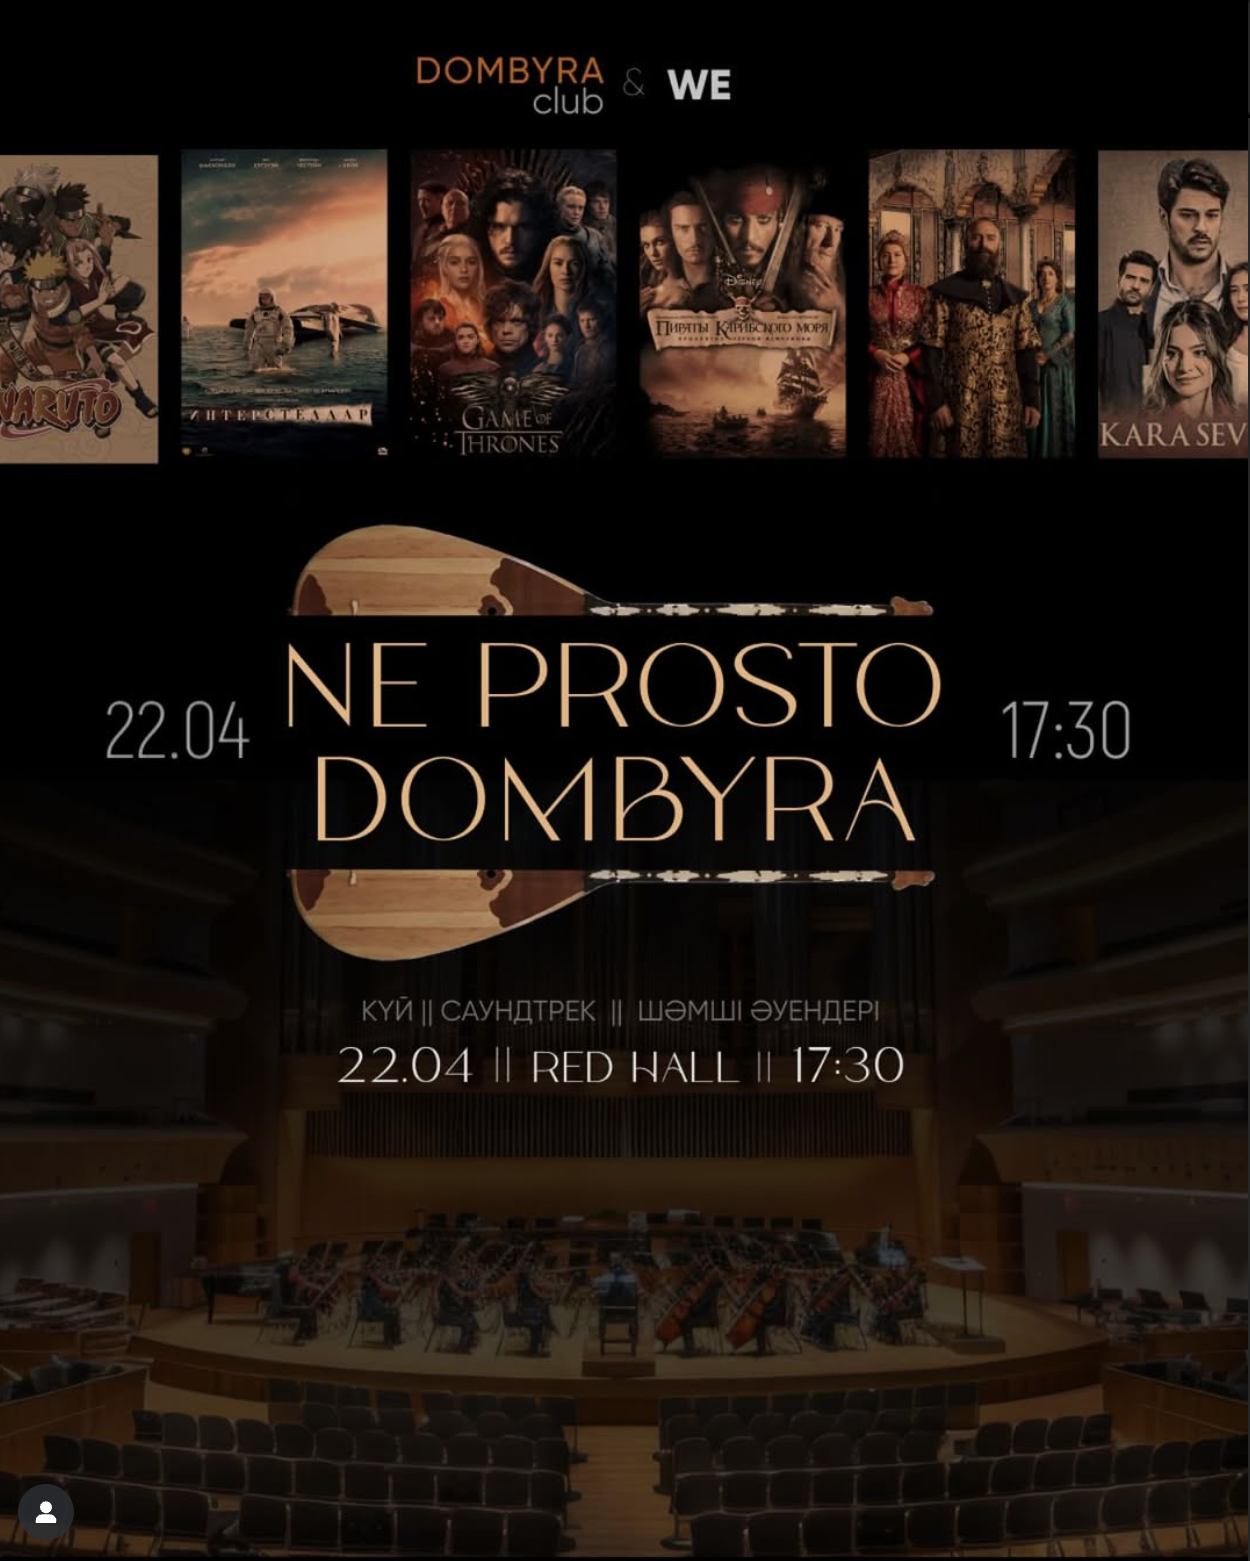 DOMBYRA
club & WE
NARUTO
ИНТЕРСТЕЛЛАР
GAME OF
THRONES
DISNEY
ПИРАТЫ КАРИБСКОГО МОРЯ
KARA SEV
NE PROSTO
DOMBYRA
22.04
17:30
КҮЙ || САУНДТРЕК || ШӘМШІ ӘУЕНДЕРІ
22.04 || RED HALL || 17:30